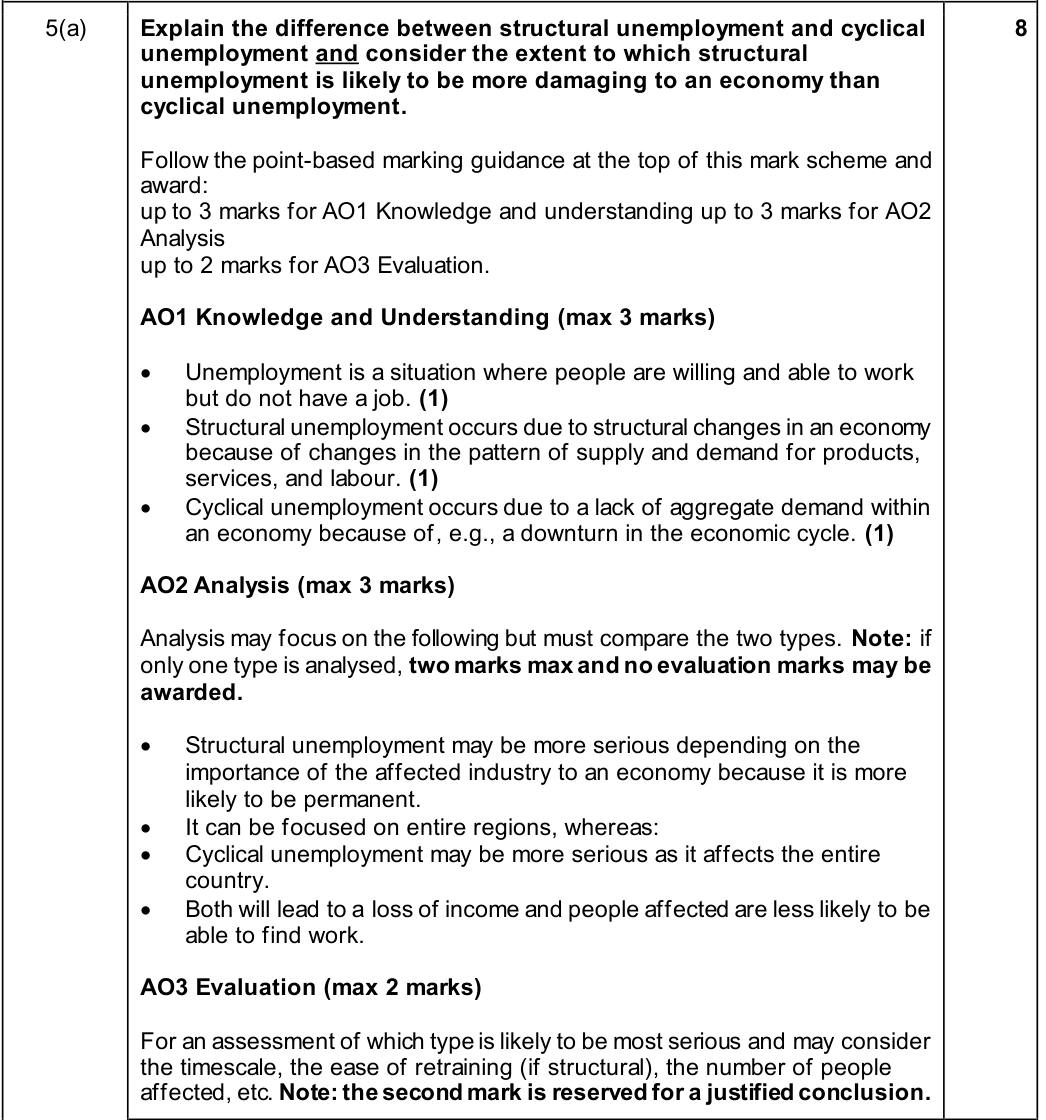 5(a)
Explain the difference between structural unemployment and cyclical
unemployment and consider the extent to which structural
unemployment is likely to be more damaging to an economy than
cyclical unemployment.
8
Follow the point-based marking guidance at the top of this mark scheme and
award:
up to 3 marks for AO1 Knowledge and understanding up to 3 marks for AO2
Analysis
up to 2 marks for AO3 Evaluation.
AO1 Knowledge and Understanding (max 3 marks)
• Unemployment is a situation where people are willing and able to work
but do not have a job. (1)
• Structural unemployment occurs due to structural changes in an economy
because of changes in the pattern of supply and demand for products,
services, and labour. (1)
• Cyclical unemployment occurs due to a lack of aggregate demand within
an economy because of, e.g., a downturn in the economic cycle. (1)
AO2 Analysis (max 3 marks)
Analysis may focus on the following but must compare the two types. Note: if
only one type is analysed, two marks max and no evaluation marks may be
awarded.
• Structural unemployment may be more serious depending on the
importance of the affected industry to an economy because it is more
likely to be permanent.
• It can be focused on entire regions, whereas:
• Cyclical unemployment may be more serious as it affects the entire
country.
• Both will lead to a loss of income and people affected are less likely to be
able to find work.
AO3 Evaluation (max 2 marks)
For an assessment of which type is likely to be most serious and may consider
the timescale, the ease of retraining (if structural), the number of people
affected, etc. Note: the second mark is reserved for a justified conclusion.